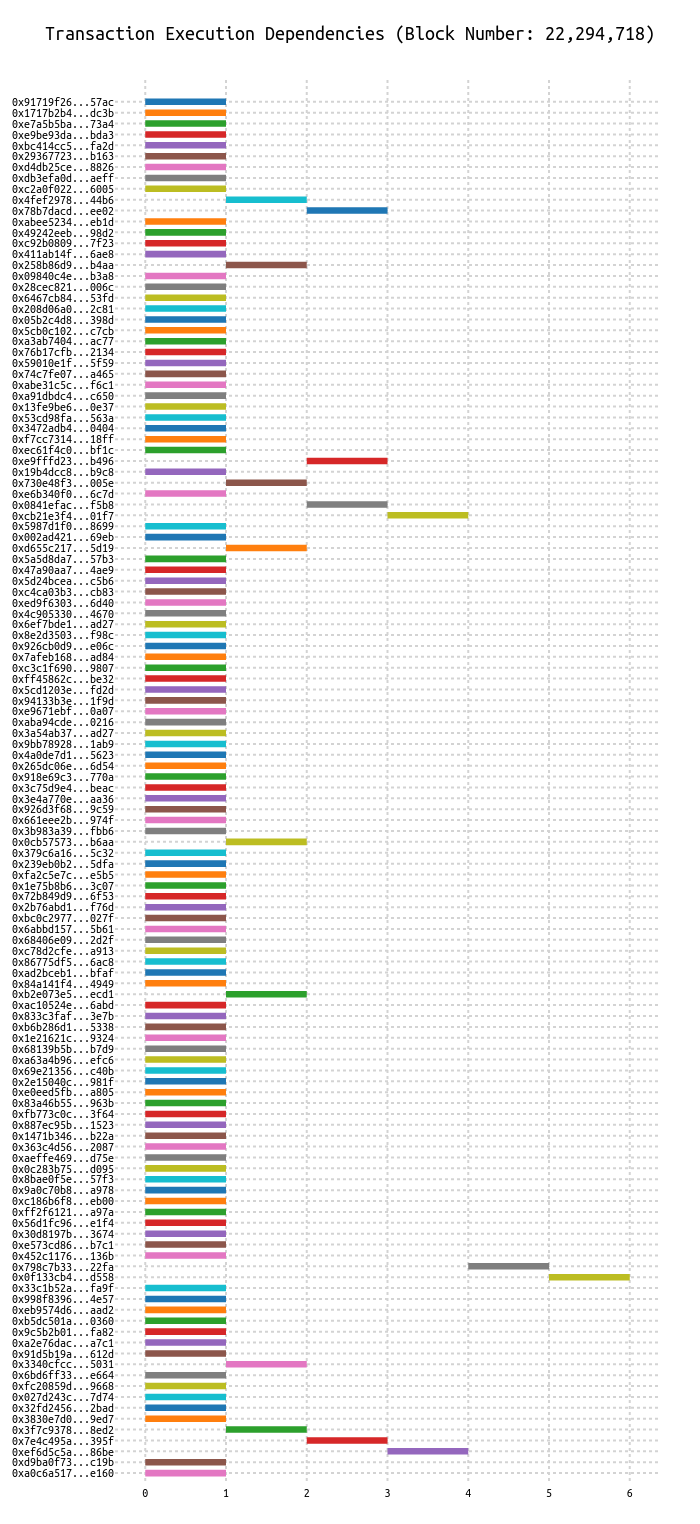 Transaction Execution Dependencies (Block Number: 22,294,718)
0x91719f26...57ac
0x1717b2b4...dc3b
0xe7a5b5ba...73a4
0xe9be93da...bda3
0xbc414cc5...fa2d
0x29367723...b163
0xd4db25ce...8826
0xdb3efa0d...aeff
0xc2a0f022...6005
0x4fef2978...44b6
0x78b7dacd...ee02
0xabee5234...eb1d
0x49242eeb...98d2
0xc92b0809...7f23
0x411ab14f...6ae8
0x258b86d9...b4aa
0x09840c4e...b3a8
0x28cec821...006c
0x6467cb84...53fd
0x208d06a0...2c81
0x05b2c4d8...398d
0x5cb0c102...c7cb
0xa3ab7404...ac77
0x76b17cfb...2134
0x59010e1f...5f59
0x74c7fe07...a465
0xabe31c5c...f6c1
0xa91dbdc4...c650
0x13fe9be6...0e37
0x53cd98fa...563a
0x3472adb4...0404
0xf7cc7314...18ff
0xec61f4c0...bf1c
0xe9fffd23...b496
0x19b4dcc8...b9c8
0x730e48f3...005e
0xe6b340f0...6c7d
0x0841efac...f5b8
0xcb21e3f4...01f7
0x5987d1f0...8699
0x002ad421...69eb
0xd655c217...5d19
0x5a5d8da7...57b3
0x47a90aa7...4ae9
0x5d24bcea...c5b6
0xc4ca03b3...cb83
0xed9f6303...6d40
0x4c905330...4670
0x6ef7bde1...ad27
0x8e2d3503...f98c
0x926cb0d9...e06c
0x7afeb168...ad84
0xc3c1f690...9807
0xff45862c...be32
0x5cd1203e...fd2d
0x94133b3e...1f9d
0xe9671ebf...0a07
0xaba94cde...0216
0x3a54ab37...ad27
0x9bb78928...1ab9
0x4a0de7d1...5623
0x265dc06e...6d54
0x918e69c3...770a
0x3c75d9e4...beac
0x3e4a770e...aa36
0x926d3f68...9c59
0x661eee2b...974f
0x3b983a39...fbb6
0x0cb57573...b6aa
0x379c6a16...5c32
0x239eb0b2...5dfa
0xfa2c5e7c...e5b5
0x1e75b8b6...3c07
0x72b849d9...6f53
0x2b76abd1...f76d
0xbc0c2977...027f
0x6abbd157...5b61
0x68406e09...2d2f
0xc78d2cfe...a913
0x86775df5...6ac8
0xad2bceb1...bfaf
0x84a141f4...4949
0xb2e073e5...ecd1
0xac10524e...6abd
0x833c3faf...3e7b
0xb6b286d1...5338
0x1e21621c...9324
0x68139b5b...b7d9
0xa63a4b96...efc6
0x69e21356...c40b
0x2e15040c...981f
0xe0eed5fb...a805
0x83a46b55...963b
0xfb773c0c...3f64
0x887ec95b...1523
0x1471b346...b22a
0x363c4d56...2087
0xaeffe469...d75e
0x0c283b75...d095
0x8bae0f5e...57f3
0x9a0c70b8...a978
0xc186b6f8...eb00
0xff2f6121...a97a
0x56d1fc96...e1f4
0x30d8197b...3674
0xe573cd86...b7c1
0x452c1176...136b
0x798c7b33...22fa
0x0f133cb4...d558
0x33c1b52a...fa9f
0x998f8396...4e57
0xeb9574d6...aad2
0xb5dc501a...0360
0x9c5b2b01...fa82
0xa2e76dac...a7c1
0x91d5b19a...612d
0x3340cfcc...5031
0x6bd6ff33...e664
0xfc20859d...9668
0x027d243c...7d74
0x32fd2456...2bad
0x3830e7d0...9ed7
0x3f7c9378...8ed2
0x7e4c495a...395f
0xef6d5c5a...86be
0xd9ba0f73...c19b
0xa0c6a517...e160
0 1 2 3 4 5 6